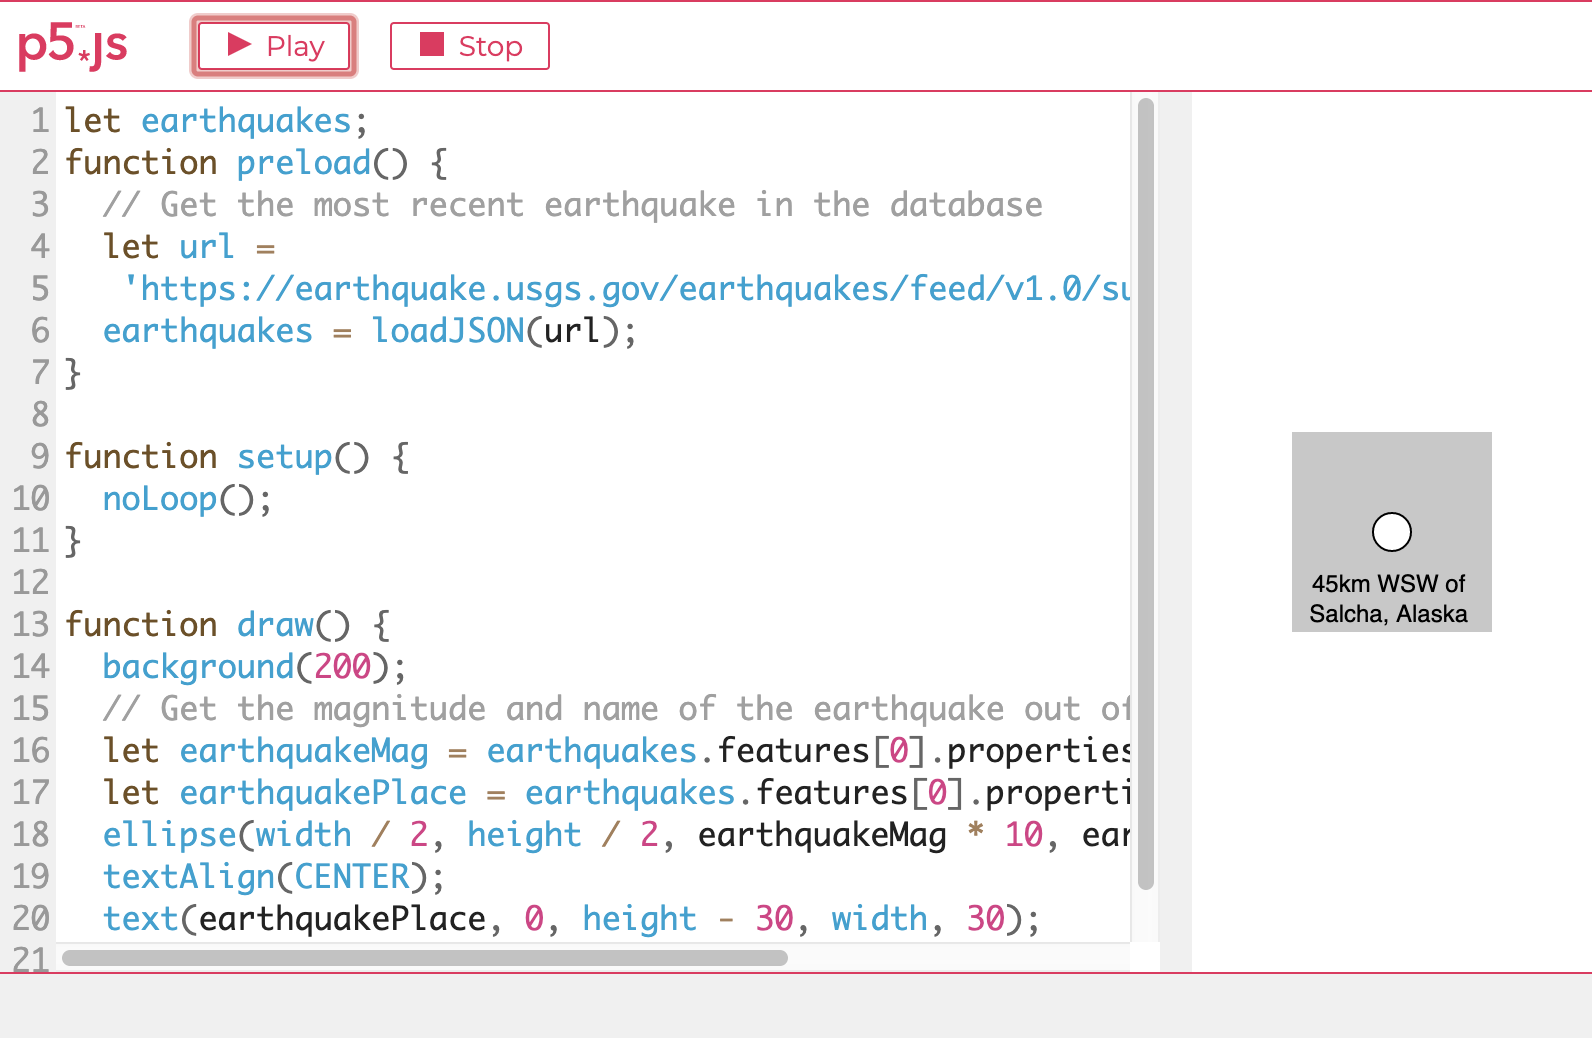 p5*js
Play
Stop
1 let earthquakes;
2 function preload() {
3   // Get the most recent earthquake in the database
4   let url =
5    'https://earthquake.usgs.gov/earthquakes/feed/v1.0/su
6   earthquakes = loadJSON(url);
7 }
8
9 function setup() {
10   noLoop();
11 }
12
13 function draw() {
14   background(200);
15   // Get the magnitude and name of the earthquake out of
16   let earthquakeMag = earthquakes.features[0].properties
17   let earthquakePlace = earthquakes.features[0].properti
18   ellipse(width / 2, height / 2, earthquakeMag * 10, ear
19   textAlign(CENTER);
20   text(earthquakePlace, 0, height - 30, width, 30);
21
45km WSW of
Salcha, Alaska